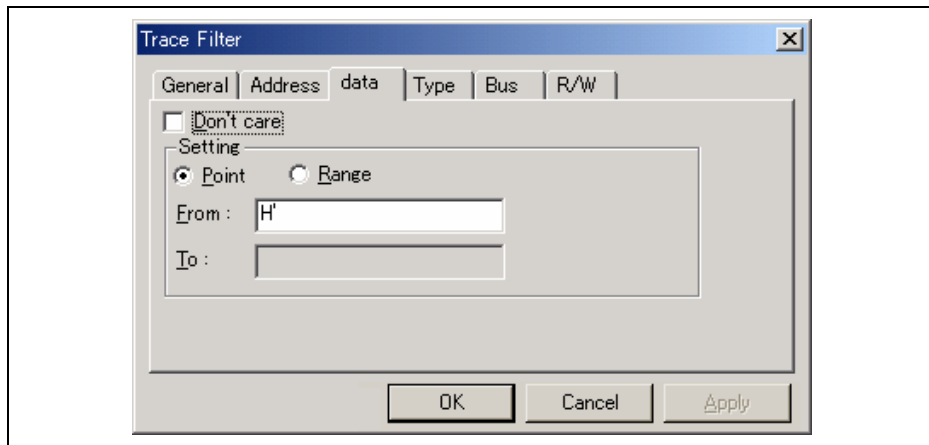 Trace Filter
General Address data Type Bus R/W
Don't care
Setting
Point Range
From : H'
To :
OK Cancel Apply